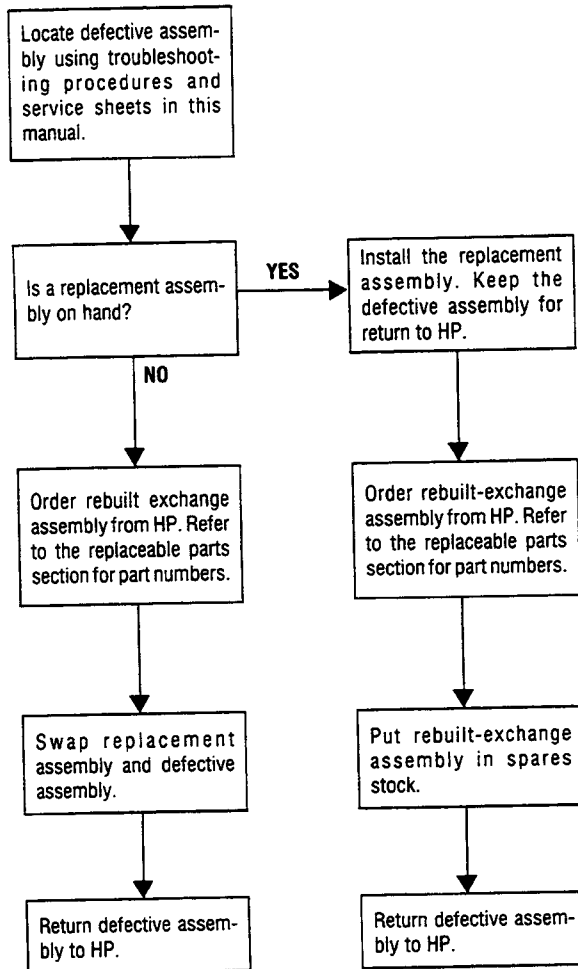 Locate defective assem-
bly using troubleshoot-
ing procedures and
service sheets in this
manual.
Is a replacement assem-
bly on hand?
YES
Install the replacement
assembly. Keep the
defective assembly for
return to HP.
NO
Order rebuilt exchange
assembly from HP. Refer
to the replaceable parts
section for part numbers.
Order rebuilt-exchange
assembly from HP. Refer
to the replaceable parts
section for part numbers.
Swap replacement
assembly and defective
assembly.
Put rebuilt-exchange
assembly in spares
stock.
Return defective assem-
bly to HP.
Return defective assem-
bly to HP.